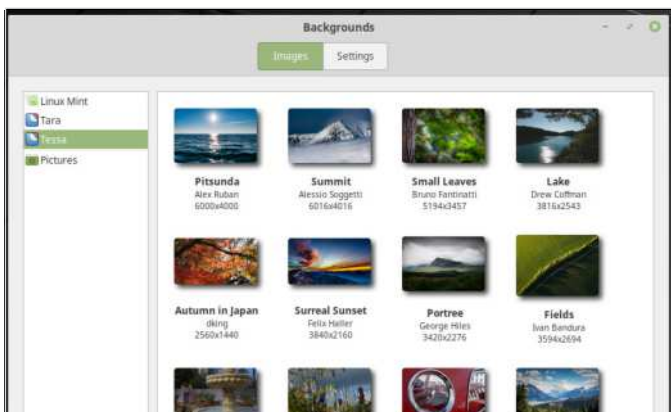 Backgrounds
Images Settings
Linux Mint
Tara
Tessa
Pictures
Pitsunda Summit Small Leaves Lake
Alex Ruban Alessio Soggetti Bruno Fantinatti Drew Coffman
6000x4000 6016x4016 5194x3457 3816x2543
Autumn in Japan Surreal Sunset Portree Fields
dking Felix Haller George Hiles Ivan Bandura
2560x1440 3840x2160 3420x2276 3594x2694